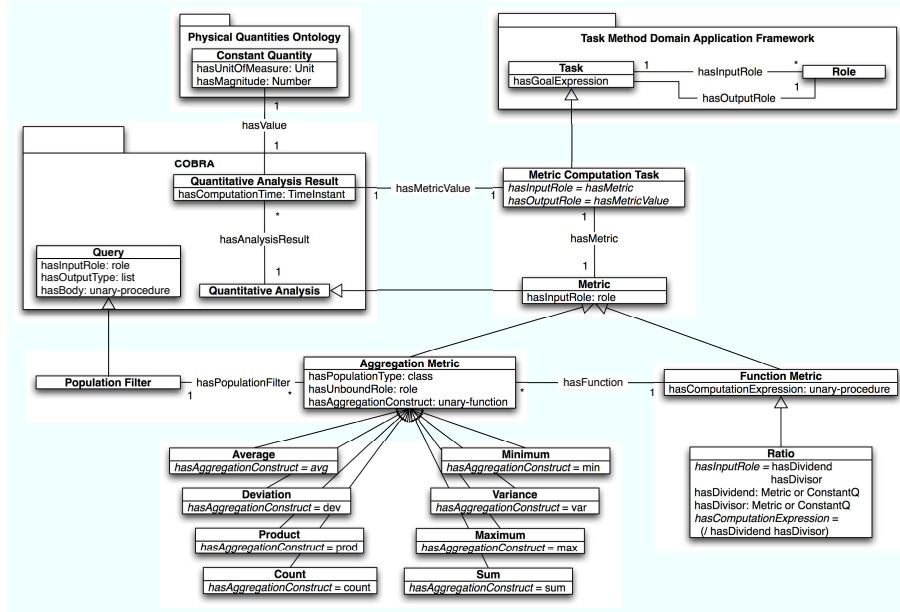 Physical Quantities Ontology
Constant Quantity
hasUnitOfMeasure: Unit
hasMagnitude: Number
1
hasValue
1
Task Method Domain Application Framework
Task
hasGoalExpression
1
hasInputRole
*
Role
1
hasOutputRole
COBRA
Quantitative Analysis Result
hasComputationTime: TimeInstant
1
hasMetricValue
1
Metric Computation Task
hasInputRole = hasMetric
hasOutputRole = hasMetricValue
*
hasAnalysisResult
1
1
hasMetric
1
Query
hasInputRole: role
hasOutputType: list
hasBody: unary-procedure
Quantitative Analysis
Metric
hasInputRole: role
Population Filter
1
hasPopulationFilter
*
Aggregation Metric
hasPopulationType: class
hasUnboundRole: role
hasAggregationConstruct: unary-function
*
hasFunction
1
Function Metric
hasComputationExpression: unary-procedure
Average
hasAggregationConstruct = avg
Minimum
hasAggregationConstruct = min
Deviation
hasAggregationConstruct = dev
Variance
hasAggregationConstruct = var
Product
hasAggregationConstruct = prod
Maximum
hasAggregationConstruct = max
Count
hasAggregationConstruct = count
Sum
hasAggregationConstruct = sum
Ratio
hasInputRole = hasDividend
hasDivisor
hasDividend: Metric or ConstantQ
hasDivisor: Metric or ConstantQ
hasComputationExpression =
(/ hasDividend hasDivisor)